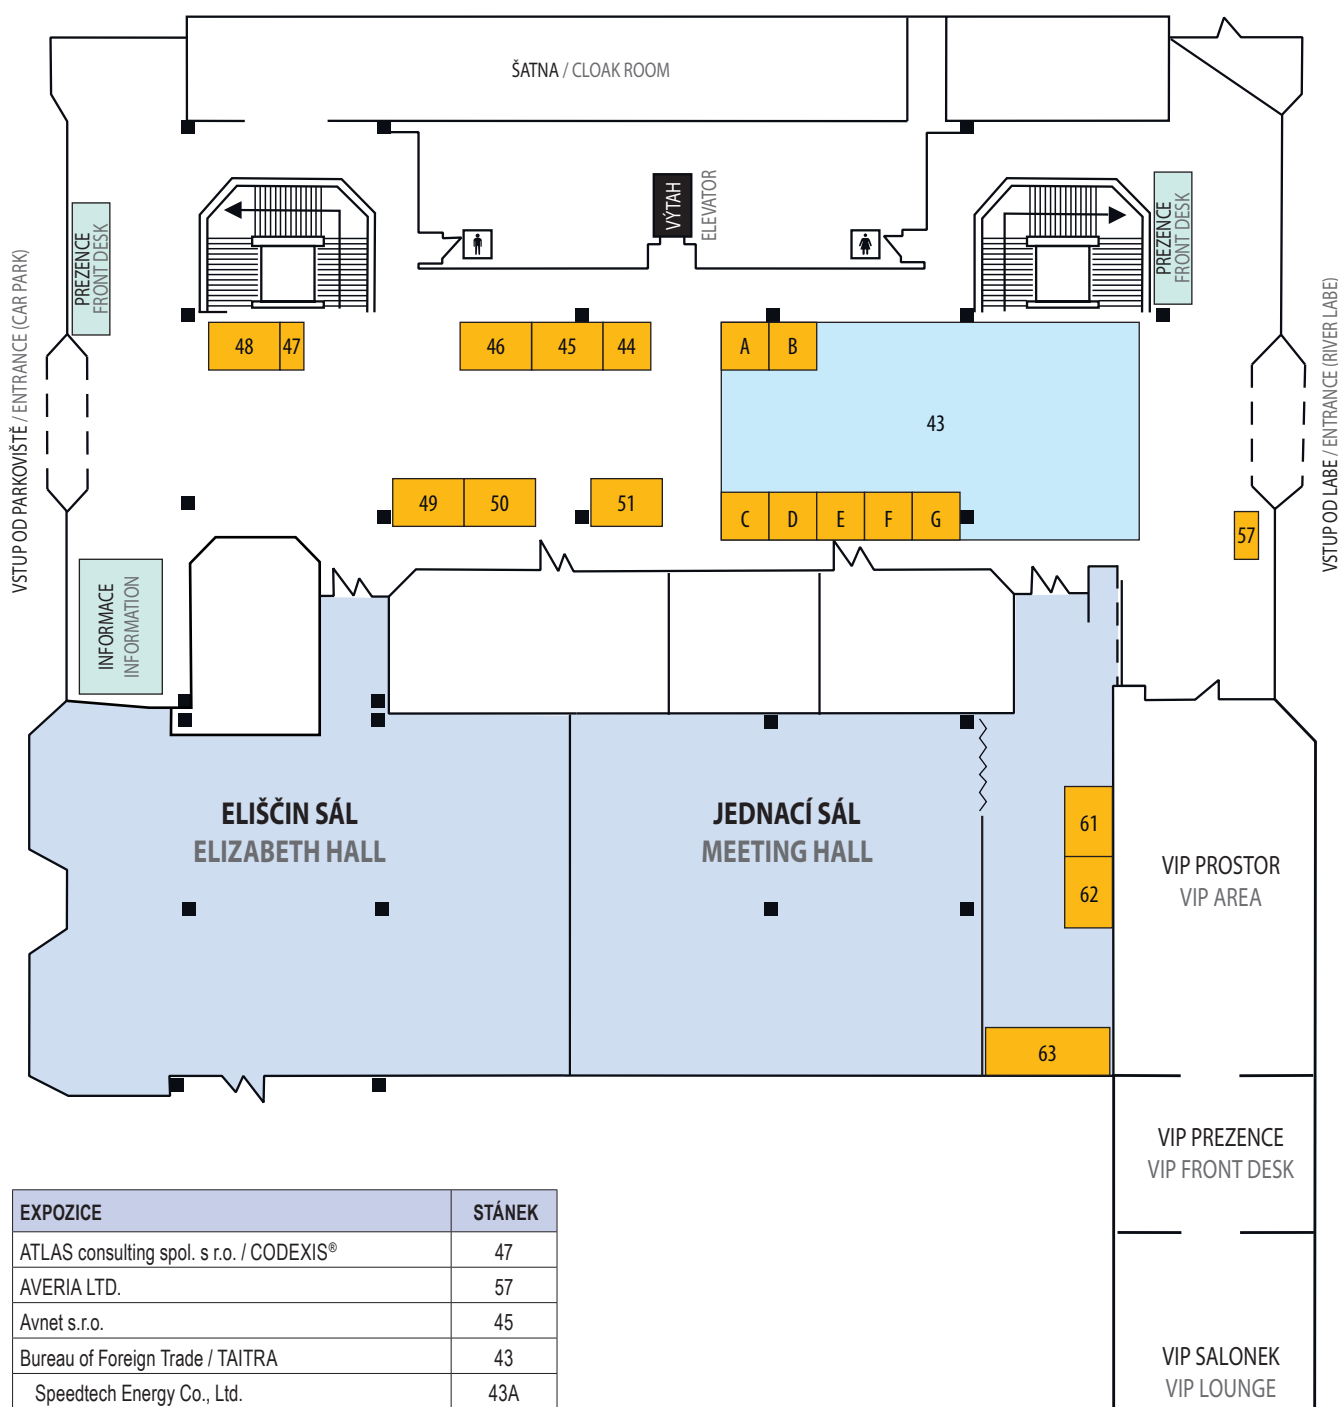 ŠATNA / CLOAK ROOM
VÝTAH
ELEVATOR
PREZENCE
FRONT DESK
PREZENCE
FRONT DESK
VSTUP OD PARKOVIŠTĚ / ENTRANCE (CAR PARK)
VSTUP OD LABE / ENTRANCE (RIVER LABE)
48
47
46
45
44
A
B
43
49
50
51
C
D
E
F
G
57
INFORMACE
INFORMATION
ELIŠČIN SÁL
ELIZABETH HALL
JEDNACÍ SÁL
MEETING HALL
61
62
63
VIP PROSTOR
VIP AREA
VIP PREZENCE
VIP FRONT DESK
VIP SALONEK
VIP LOUNGE
EXPOZICE STÁNEK
ATLAS consulting spol. s r.o. / CODEXIS® 47
AVERIA LTD. 57
Avnet s.r.o. 45
Bureau of Foreign Trade / TAITRA 43
Speedtech Energy Co., Ltd. 43A